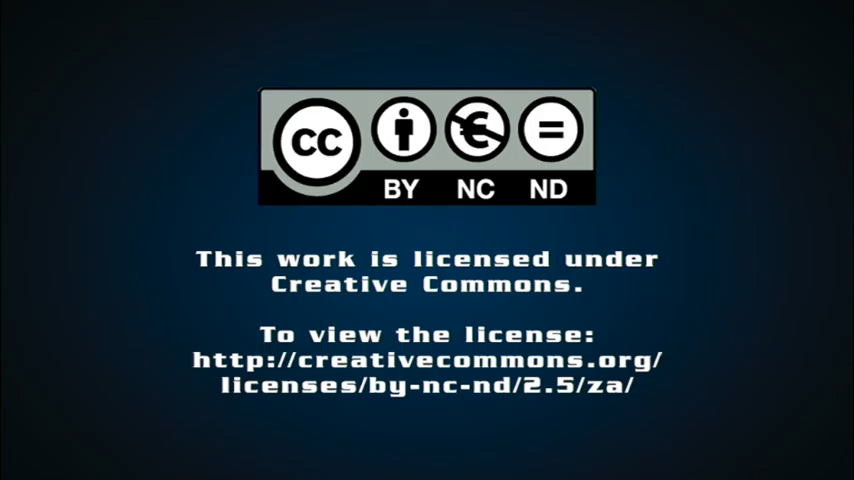 CC
BY NC ND
This work is licensed under
Creative Commons.
To view the license:
http://creativecommons.org/
licenses/by-nc-nd/2.5/za/